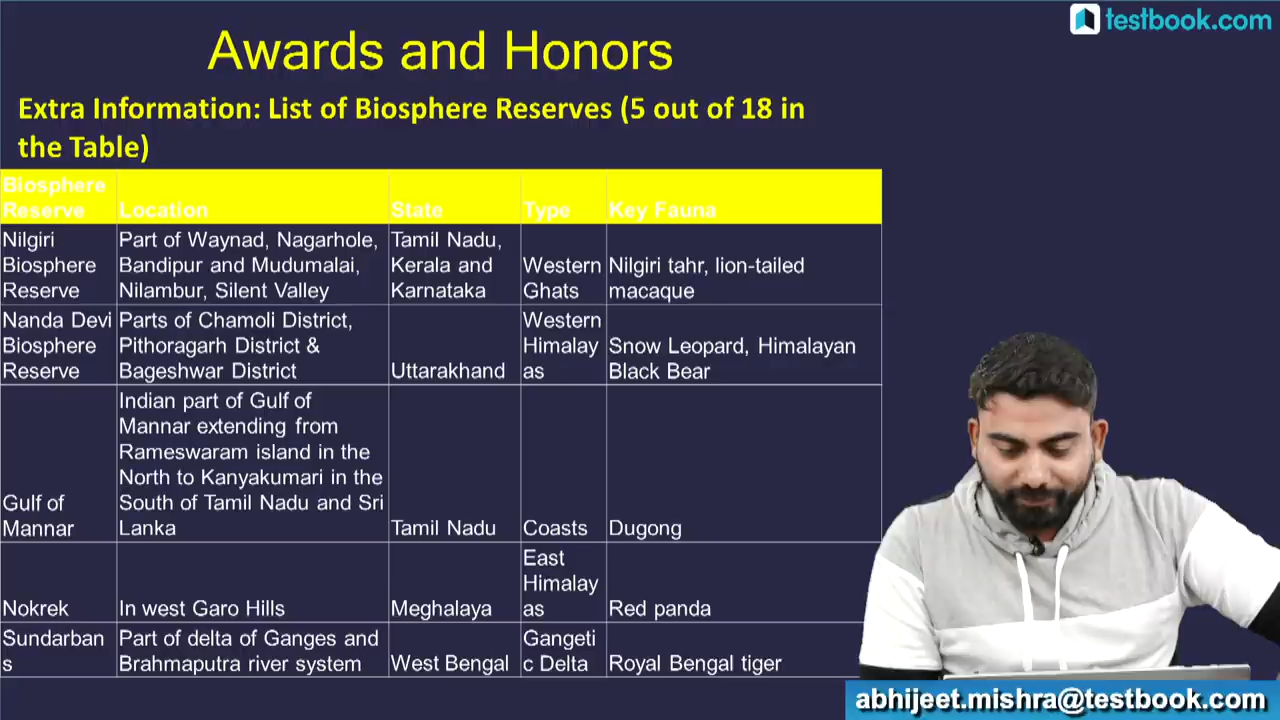 testbook.com
Awards and Honors
Extra Information: List of Biosphere Reserves (5 out of 18 in
the Table)
Biosphere
Reserve
Location
State
Type
Key Fauna
Nilgiri
Biosphere
Reserve
Part of Waynad, Nagarhole,
Bandipur and Mudumalai,
Nilambur, Silent Valley
Tamil Nadu,
Kerala and
Karnataka
Western
Ghats
Nilgiri tahr, lion-tailed
macaque
Nanda Devi
Biosphere
Reserve
Parts of Chamoli District,
Pithoragarh District &
Bageshwar District
Uttarakhand
Western
Himalay
as
Snow Leopard, Himalayan
Black Bear
Gulf of
Mannar
Indian part of Gulf of
Mannar extending from
Rameswaram island in the
North to Kanyakumari in the
South of Tamil Nadu and Sri
Lanka
Tamil Nadu
Coasts
Dugong
Nokrek
In west Garo Hills
Meghalaya
East
Himalay
as
Red panda
Sundarban
s
Part of delta of Ganges and
Brahmaputra river system
West Bengal
Gangeti
c Delta
Royal Bengal tiger
abhijeet.mishra@testbook.com